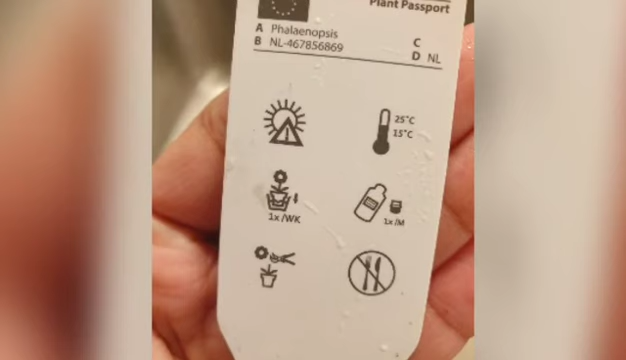 Plant Passport
A Phalaenopsis C
B NL-467856869 D NL
25°C
15°C
1x /WK
1x /M